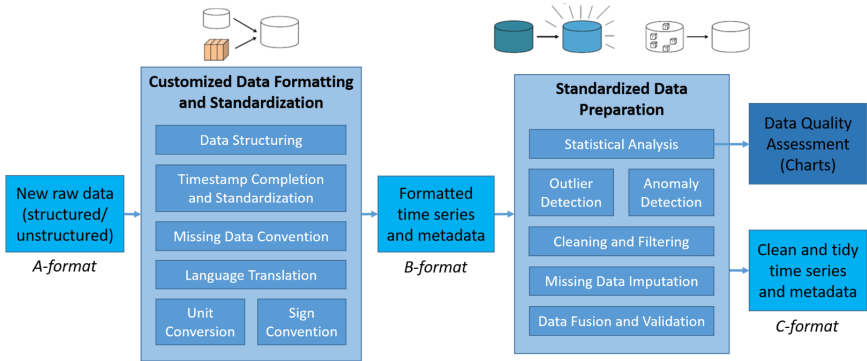 Customized Data Formatting
and Standardization
Data Structuring
Timestamp Completion
and Standardization
Missing Data Convention
Language Translation
Unit
Conversion
Sign
Convention
New raw data
(structured/
unstructured)
A-format
Formatted
time series
and metadata
B-format
Standardized Data
Preparation
Statistical Analysis
Outlier
Detection
Anomaly
Detection
Cleaning and Filtering
Missing Data Imputation
Data Fusion and Validation
Data Quality
Assessment
(Charts)
Clean and tidy
time series
and metadata
C-format